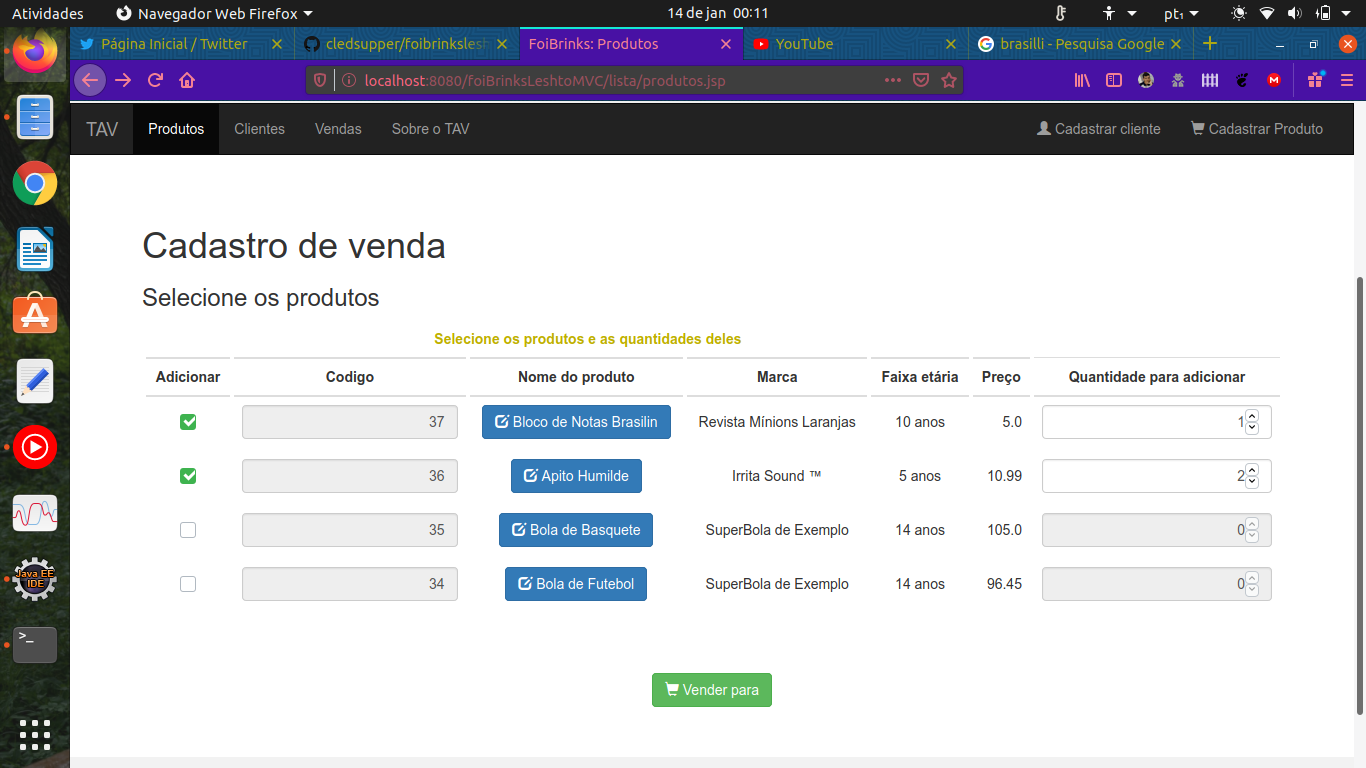 Atividades
Navegador Web Firefox
14 de jan 00:11
pt₁
Página Inicial / Twitter
cledsupper/foibrinkslesh
FoiBrinks: Produtos
YouTube
brasilli - Pesquisa Google
localhost:8080/foiBrinksLeshtoMVC/lista/produtos.jsp
TAV
Produtos
Clientes
Vendas
Sobre o TAV
Cadastrar cliente
Cadastrar Produto
Cadastro de venda
Selecione os produtos
Selecione os produtos e as quantidades deles
Adicionar Codigo Nome do produto Marca Faixa etária Preço Quantidade para adicionar
37 Bloco de Notas Brasilin Revista Mínions Laranjas 10 anos 5.0 1
36 Apito Humilde Irrita Sound ™ 5 anos 10.99 2
35 Bola de Basquete SuperBola de Exemplo 14 anos 105.0 0
34 Bola de Futebol SuperBola de Exemplo 14 anos 96.45 0
Vender para
Java EE
IDE
>_